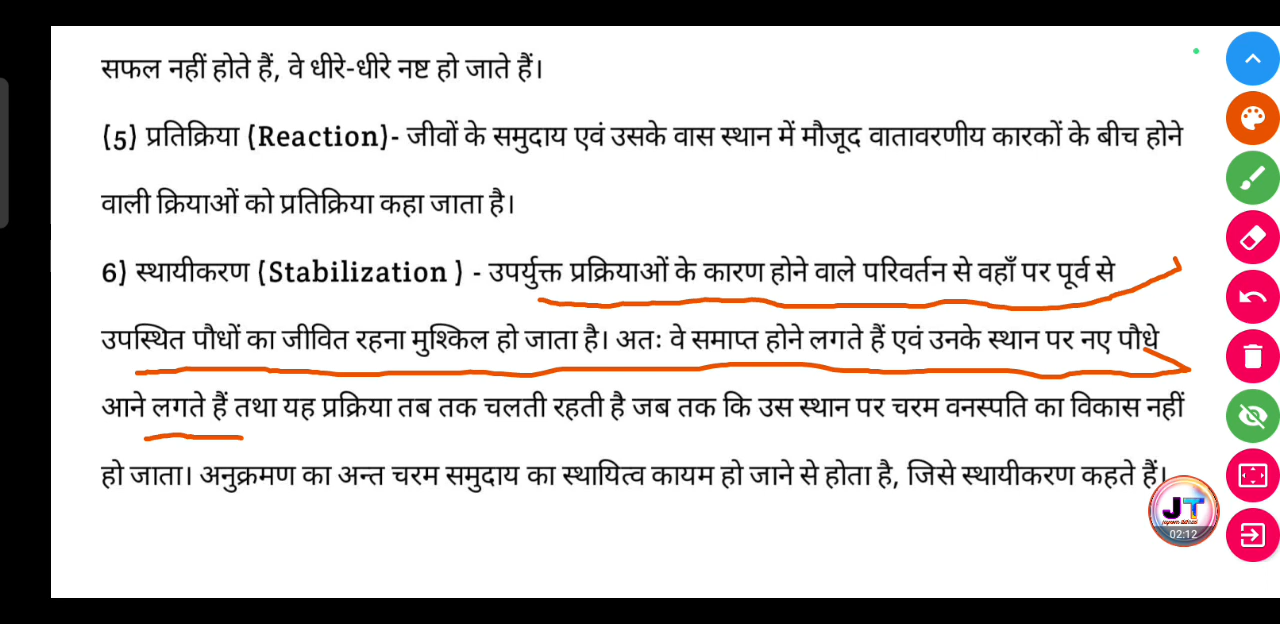 सफल नहीं होते हैं, वे धीरे-धीरे नष्ट हो जाते हैं।
(5) प्रतिक्रिया (Reaction)- जीवों के समुदाय एवं उसके वास स्थान में मौजूद वातावरणीय कारकों के बीच होने
वाली क्रियाओं को प्रतिक्रिया कहा जाता है।
6) स्थायीकरण (Stabilization ) - उपर्युक्त प्रक्रियाओं के कारण होने वाले परिवर्तन से वहाँ पर पूर्व से
उपस्थित पौधों का जीवित रहना मुश्किल हो जाता है। अतः वे समाप्त होने लगते हैं एवं उनके स्थान पर नए पौधे
आने लगते हैं तथा यह प्रक्रिया तब तक चलती रहती है जब तक कि उस स्थान पर चरम वनस्पति का विकास नहीं
हो जाता। अनुक्रमण का अन्त चरम समुदाय का स्थायित्व कायम हो जाने से होता है, जिसे स्थायीकरण कहते हैं।
JT
02:12